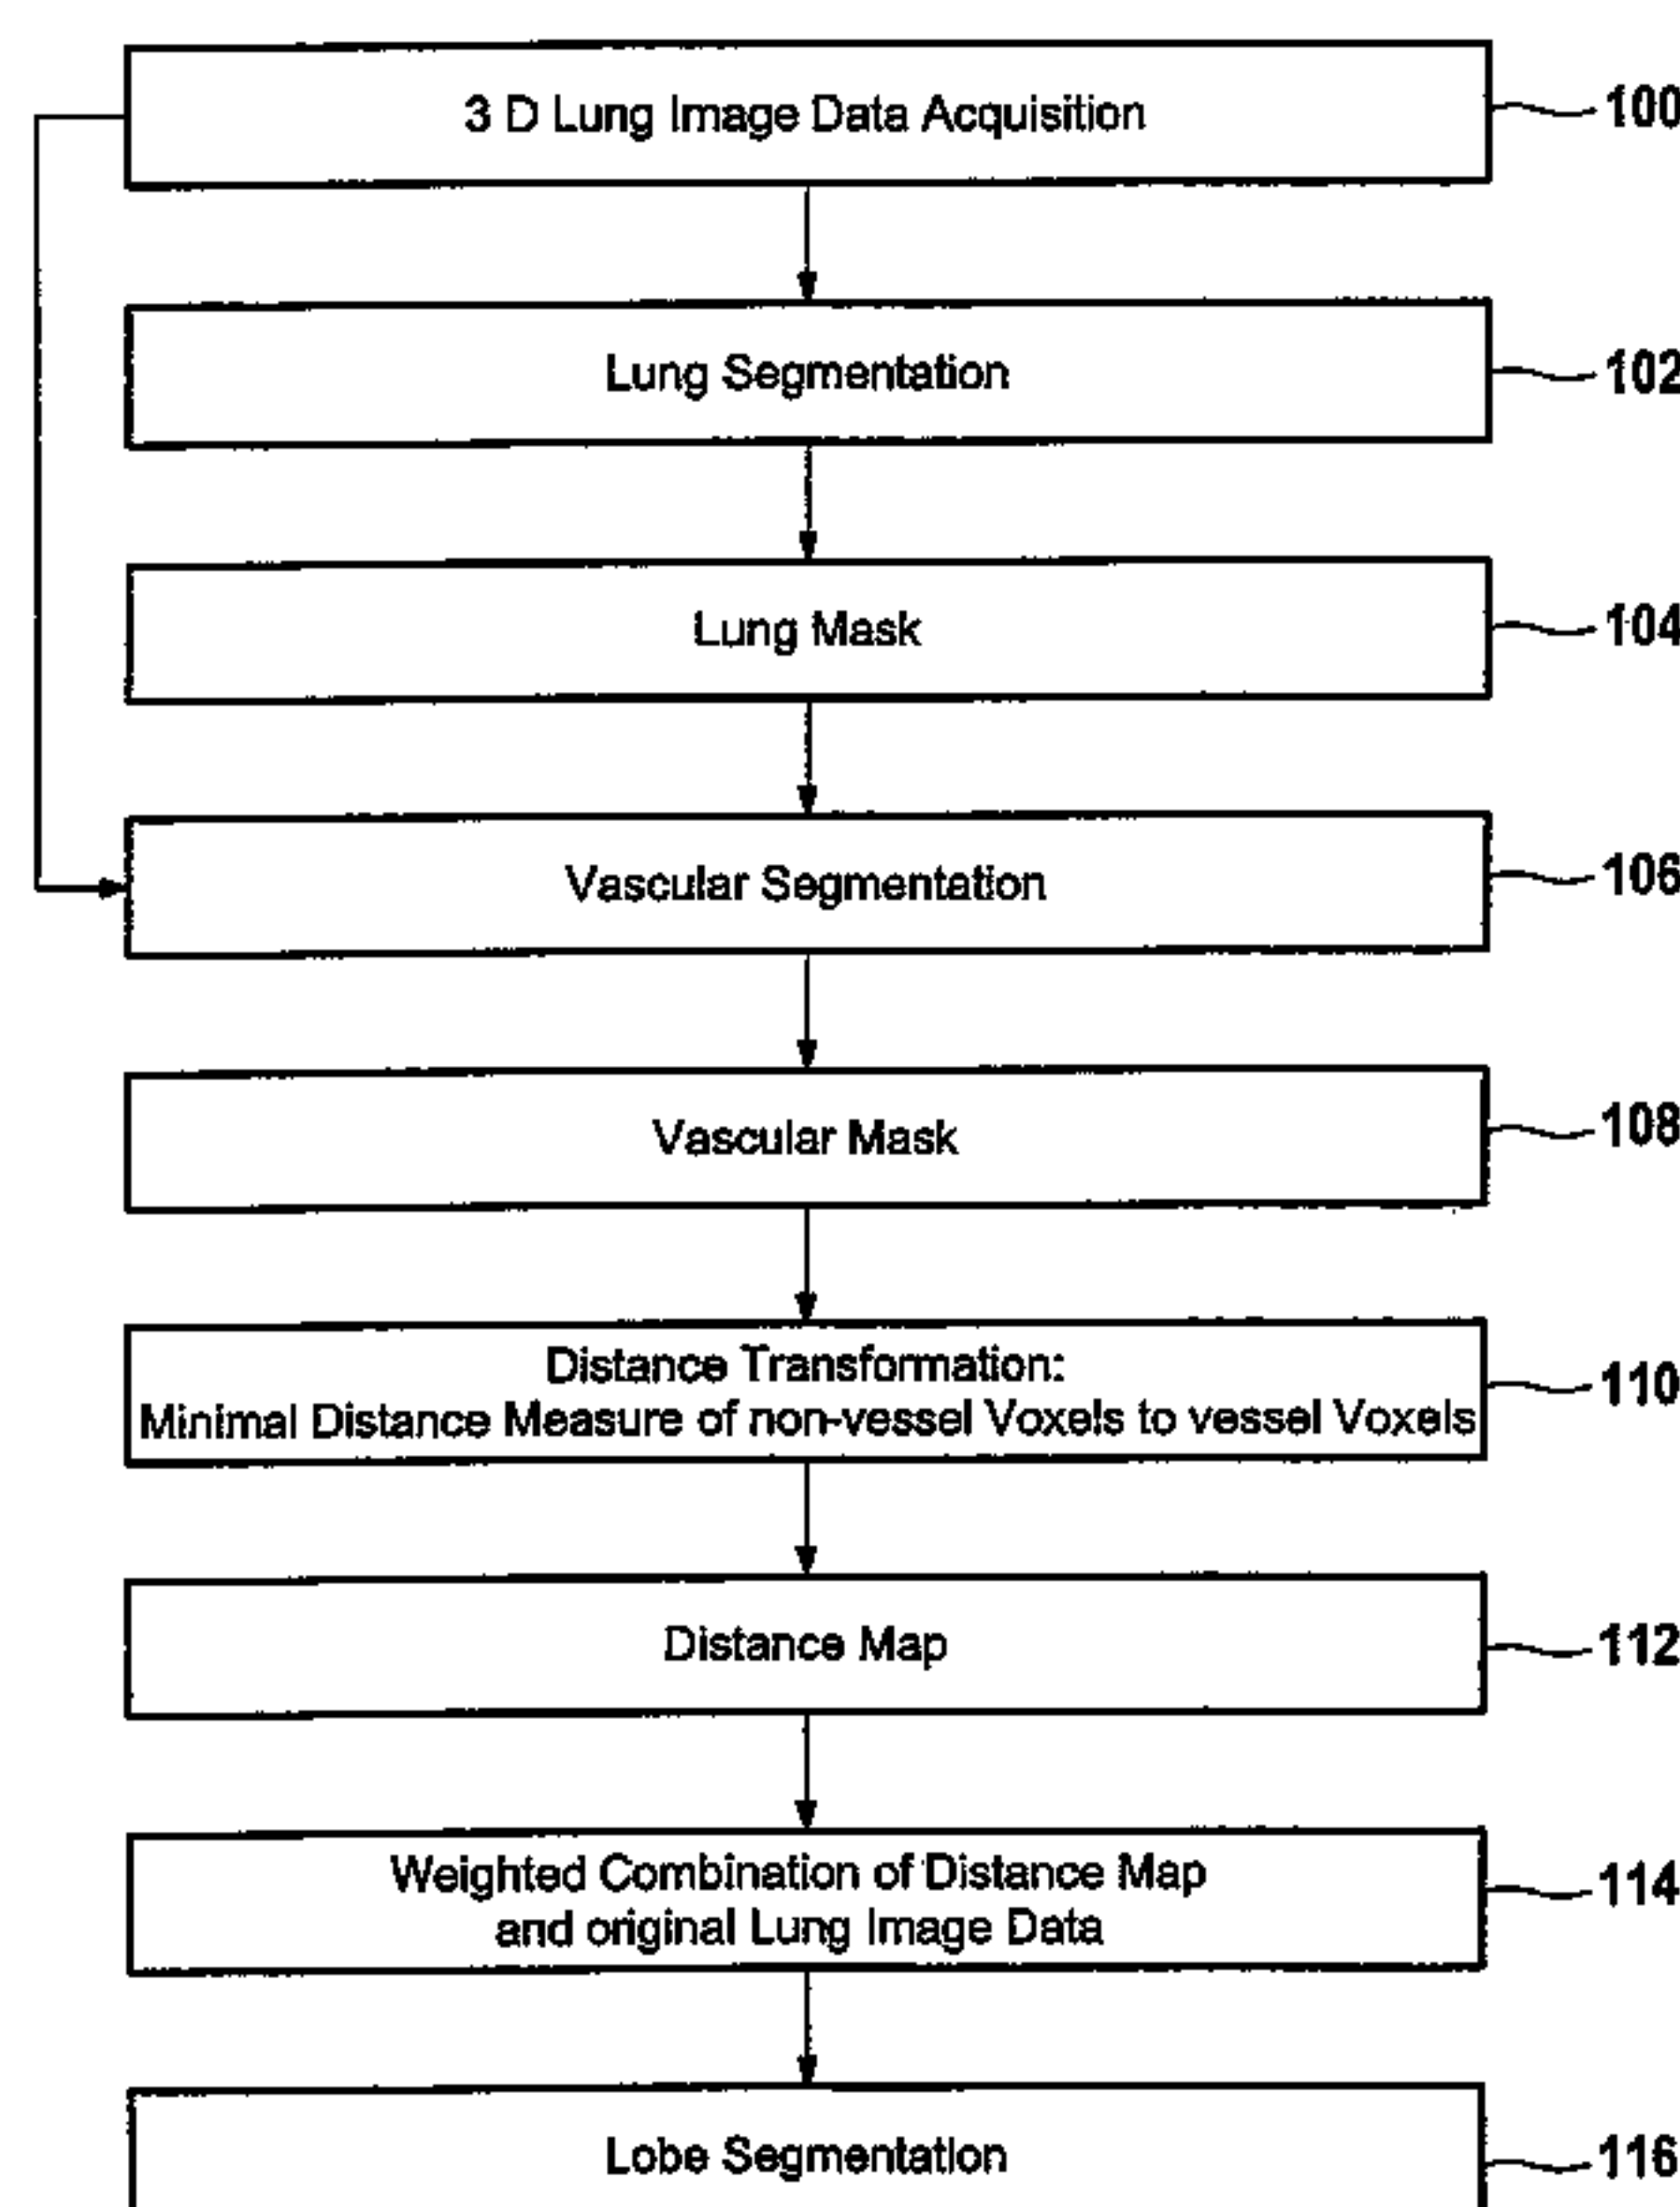 3 D Lung Image Data Acquisition
100
Lung Segmentation
102
Lung Mask
104
Vascular Segmentation
106
Vascular Mask
108
Distance Transformation:
Minimal Distance Measure of non-vessel Voxels to vessel Voxels
110
Distance Map
112
Weighted Combination of Distance Map
and original Lung Image Data
114
Lobe Segmentation
116